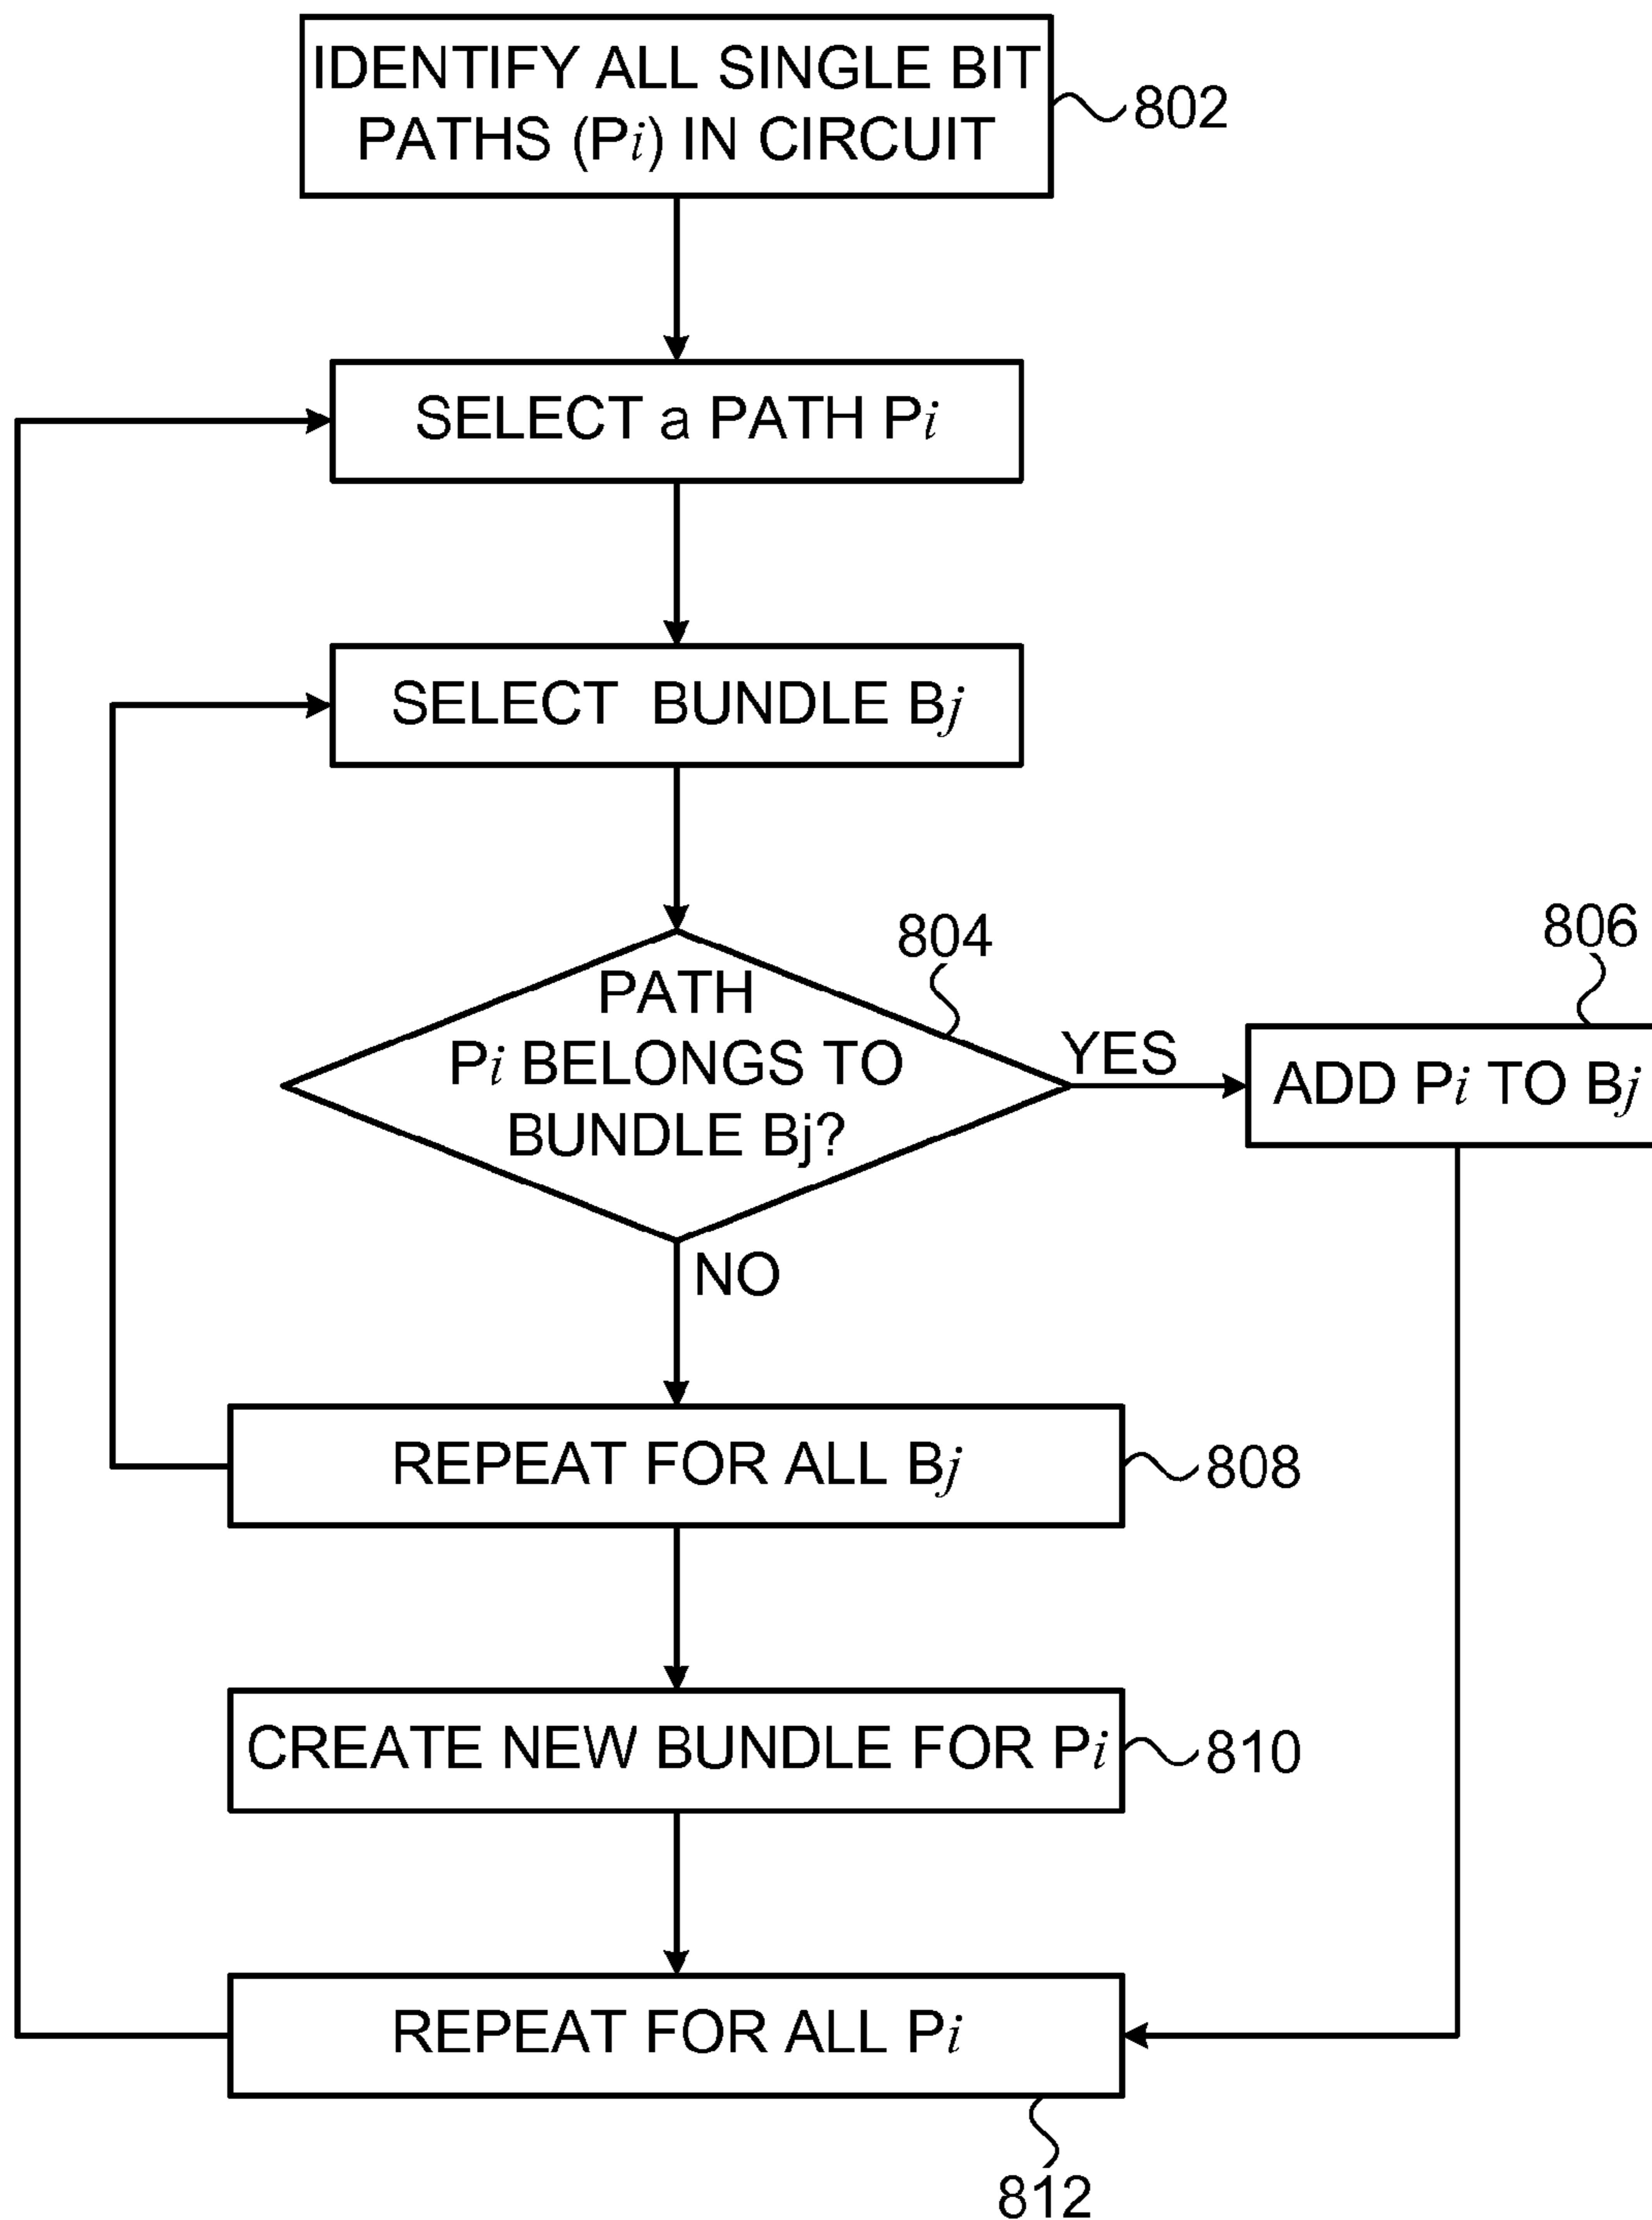 IDENTIFY ALL SINGLE BIT
PATHS (Pi) IN CIRCUIT
802
SELECT a PATH Pi
SELECT BUNDLE Bj
804
PATH
Pi BELONGS TO
BUNDLE Bj?
YES
806
ADD Pi TO Bj
NO
REPEAT FOR ALL Bj
808
CREATE NEW BUNDLE FOR Pi
810
REPEAT FOR ALL Pi
812